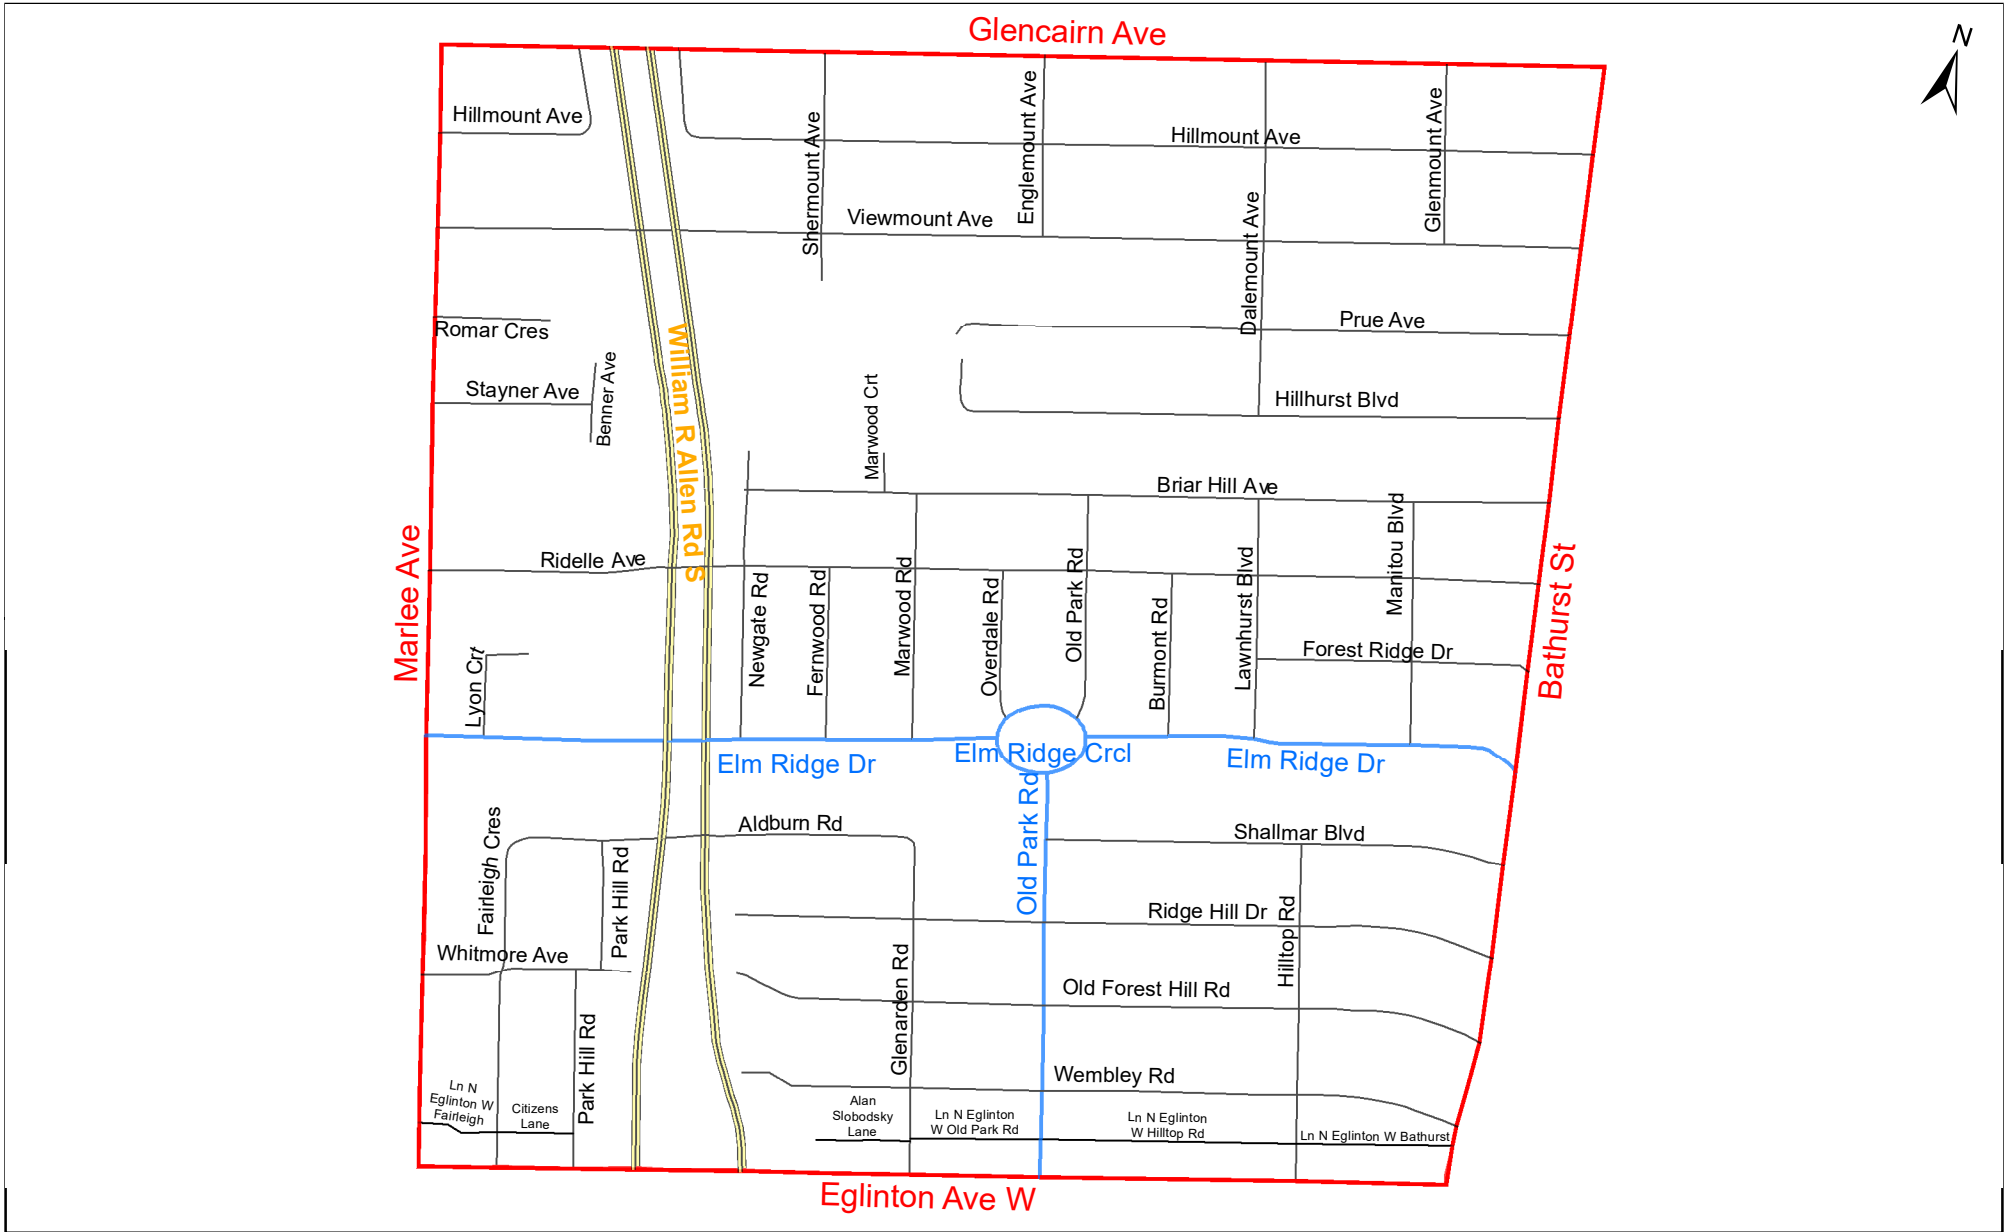 Glencairn Ave
N
Hillmount Ave
Shermount Ave
Englemount Ave
Hillmount Ave
Glenmount Ave
Viewmount Ave
Dalemount Ave
Romar Cres
Prue Ave
Stayner Ave
Benner Ave
William R Allen Rd S
Marwood Crt
Hillhurst Blvd
Briar Hill Ave
Manitou Blvd
Marlee Ave
Ridelle Ave
Newgate Rd
Fernwood Rd
Marwood Rd
Overdale Rd
Old Park Rd
Burmont Rd
Lawnhurst Blvd
Forest Ridge Dr
Bathurst St
Lyon Crt
Elm Ridge Dr
Elm Ridge Crcl
Elm Ridge Dr
Old Park Rd
Fairleigh Cres
Park Hill Rd
Aldburn Rd
Shallmar Blvd
Ridge Hill Dr
Hilltop Rd
Whitmore Ave
Glenarden Rd
Old Forest Hill Rd
Park Hill Rd
Wembley Rd
Ln N
Eglinton W
Fairleigh
Citizens
Lane
Alan
Slobodsky
Lane
Ln N Eglinton
W Old Park Rd
Ln N Eglinton
W Hilltop Rd
Ln N Eglinton W Bathurst
Eglinton Ave W